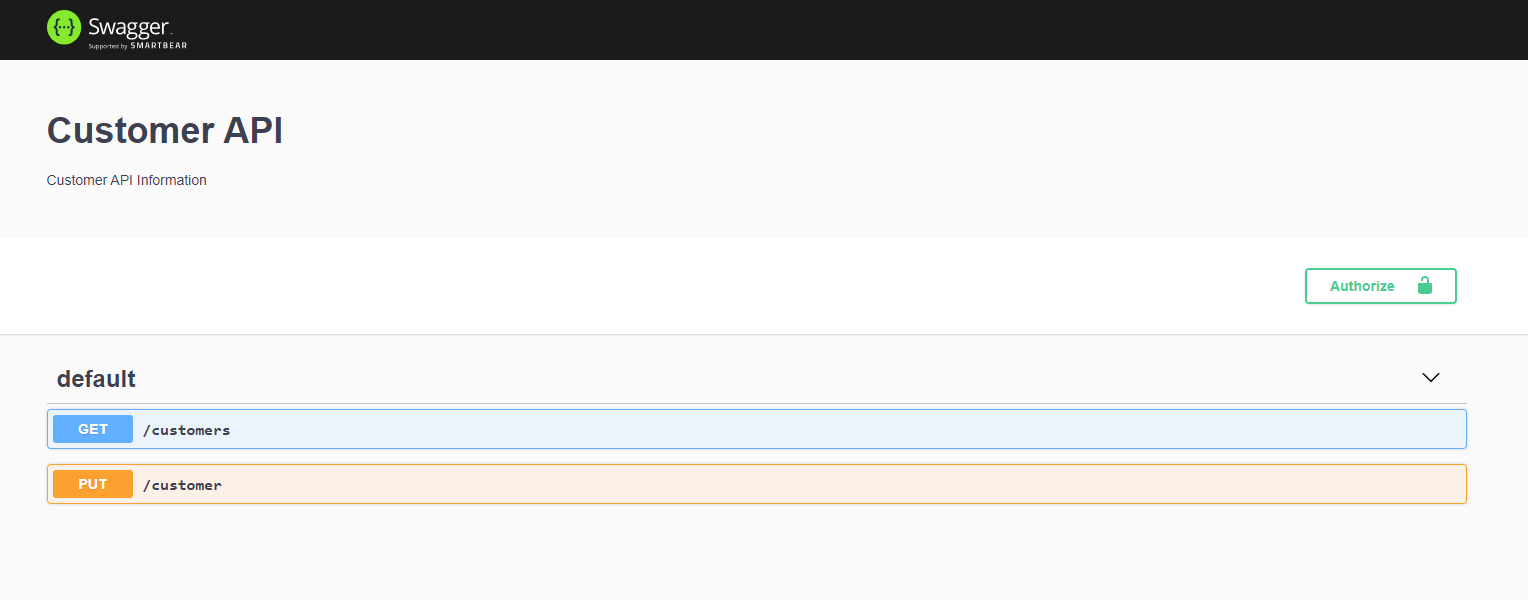 {···} Swagger
Supported by SMARTBEAR
Customer API
Customer API Information
Authorize
default
GET /customers
PUT /customer